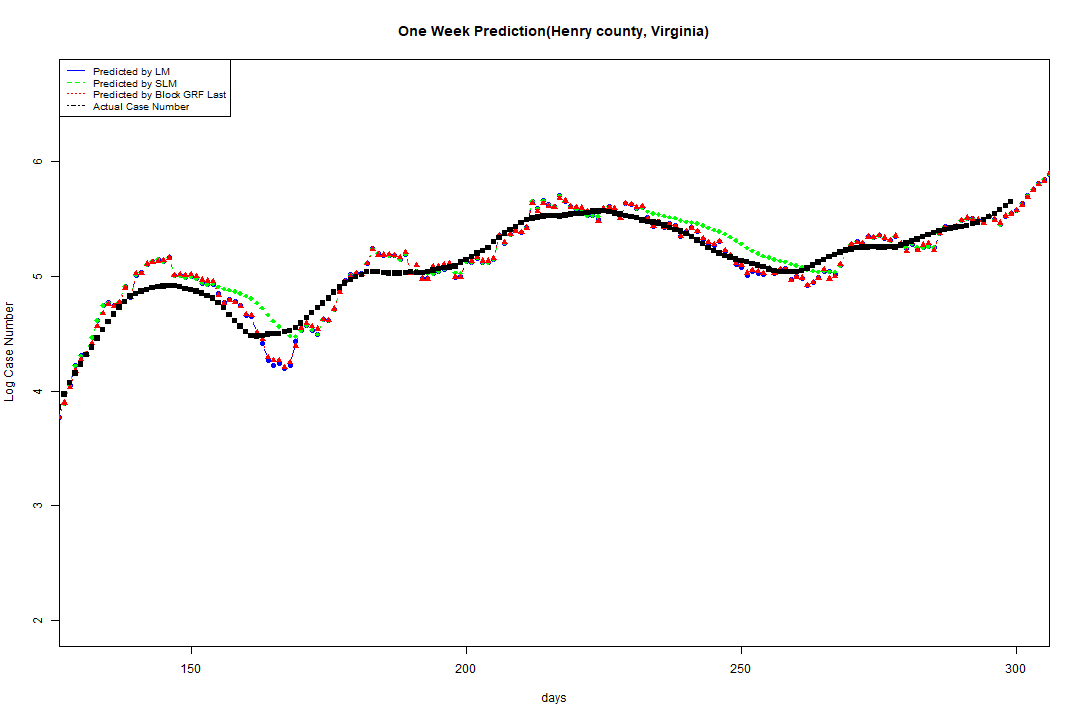 One Week Prediction(Henry county, Virginia)
Predicted by LM
Predicted by SLM
Predicted by Block GRF Last
Actual Case Number
6
5
4
3
2
Log Case Number
150
200
250
300
days